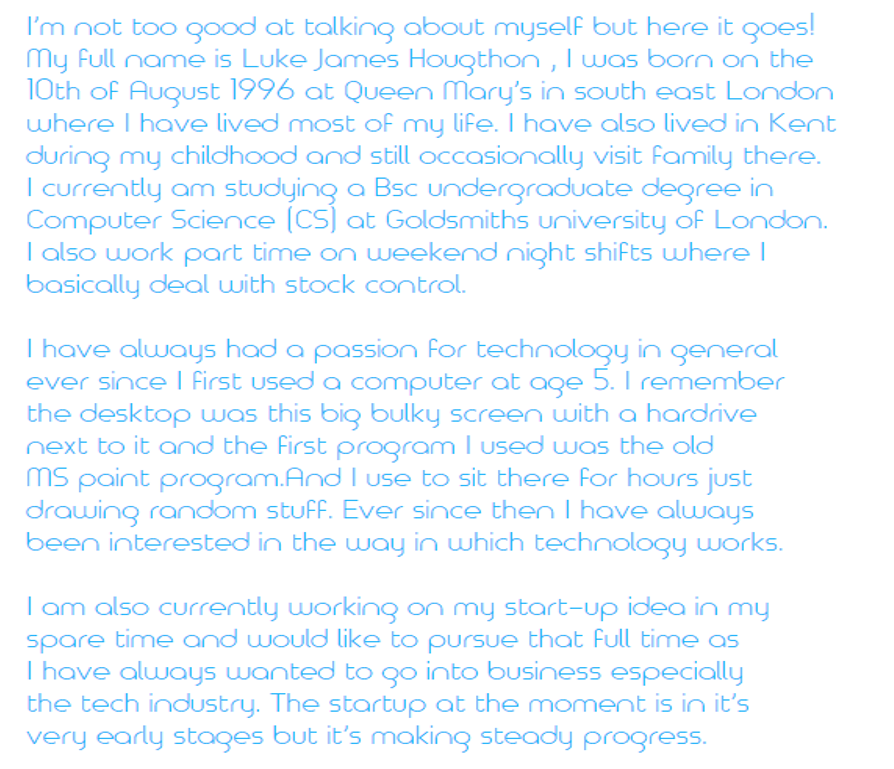 I'm not too good at talking about myself but here it goes!
My full name is Luke James Hougthon , I was born on the
10th of August 1996 at Queen Mary's in south east London
where I have lived most of my life. I have also lived in Kent
during my childhood and still occasionally visit family there.
I currently am studying a Bsc undergraduate degree in
Computer Science (CS) at Goldsmiths university of London.
I also work part time on weekend night shifts where I
basically deal with stock control.
I have always had a passion for technology in general
ever since I first used a computer at age 5. I remember
the desktop was this big bulky screen with a hardrive
next to it and the first program I used was the old
MS paint program.And I use to sit there for hours just
drawing random stuff. Ever since then I have always
been interested in the way in which technology works.
I am also currently working on my start-up idea in my
spare time and would like to pursue that full time as
I have always wanted to go into business especially
the tech industry. The startup at the moment is in it's
very early stages but it's making steady progress.